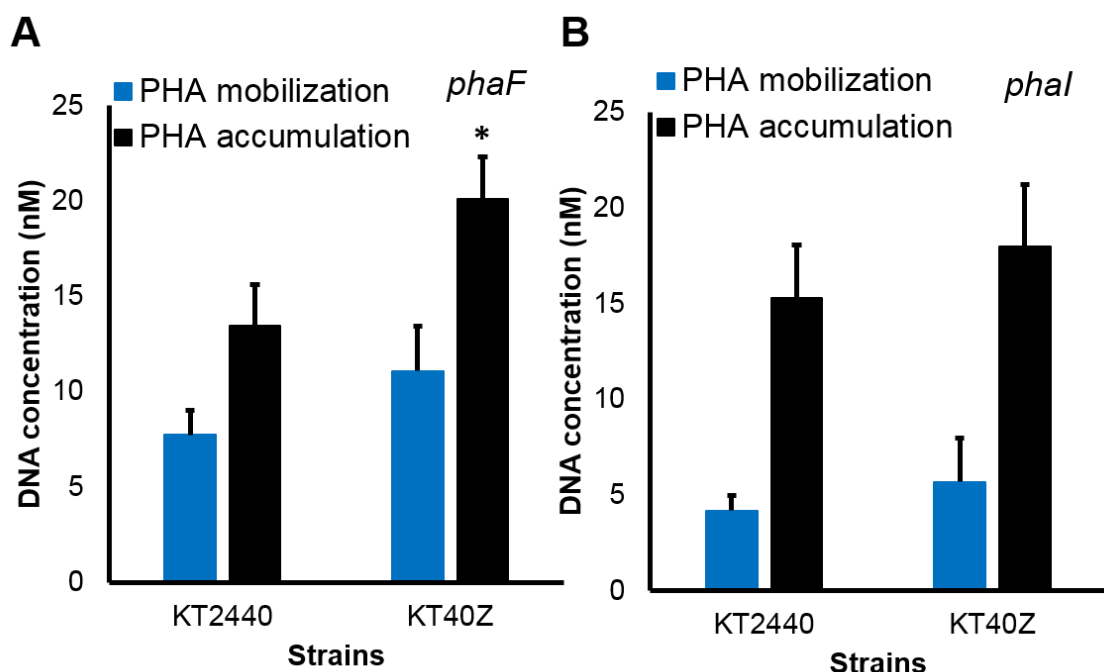 A
PHA mobilization
phaF
PHA accumulation
*
25
20
15
10
5
0
DNA concentration (nM)
KT2440
KT40Z
Strains
B
PHA mobilization
phaI
PHA accumulation
25
20
15
10
5
0
DNA concentration (nM)
KT2440
KT40Z
Strains